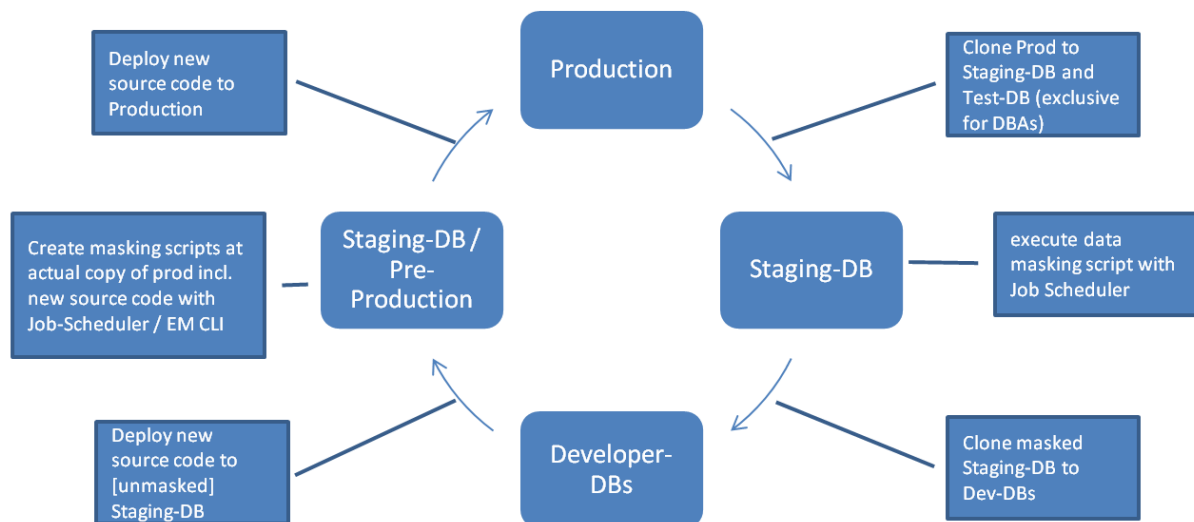 Deploy new
source code to
Production
Production
Clone Prod to
Staging-DB and
Test-DB (exclusive
for DBAs)
Create masking scripts at
actual copy of prod incl.
new source code with
Job-Scheduler / EM CLI
Staging-DB /
Pre-
Production
Staging-DB
execute data
masking script with
Job Scheduler
Deploy new
source code to
[unmasked]
Staging-DB
Developer-
DBs
Clone masked
Staging-DB to
Dev-DBs